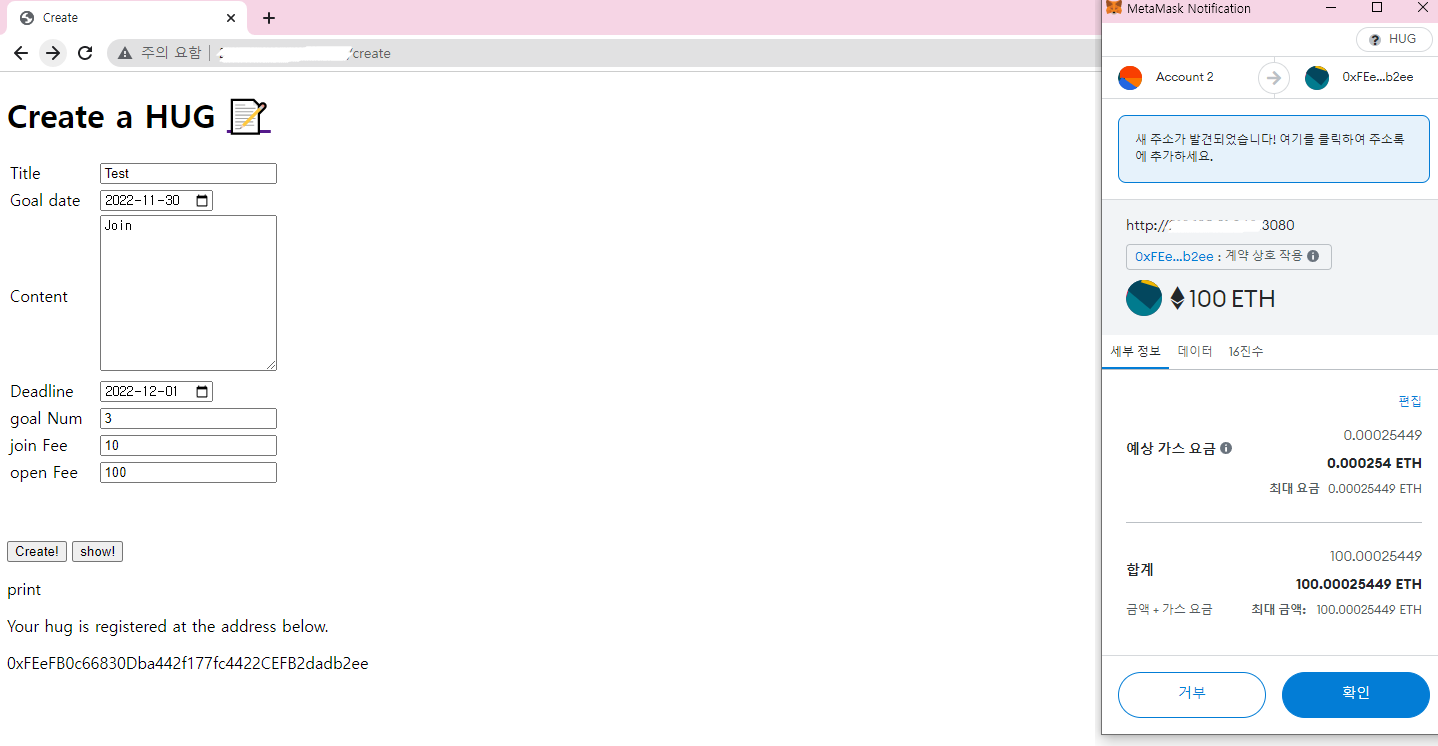 Create
주의 요함
/create
Create a HUG
Title
Test
Goal date
2022-11-30
Content
Join
Deadline
2022-12-01
goal Num
3
join Fee
10
open Fee
100
Create!
show!
print
Your hug is registered at the address below.
0xFEeFB0c66830Dba442f177fc4422CEFB2dadb2ee
MetaMask Notification
HUG
Account 2
0xFEe...b2ee
새 주소가 발견되었습니다! 여기를 클릭하여 주소록
에 추가하세요.
http://
3080
0xFEe...b2ee : 계약 상호 작용
100 ETH
세부 정보
데이터
16진수
편집
0.00025449
예상 가스 요금
0.000254 ETH
최대 요금 0.00025449 ETH
100.00025449
합계
100.00025449 ETH
금액 + 가스 요금
최대 금액: 100.00025449 ETH
거부
확인